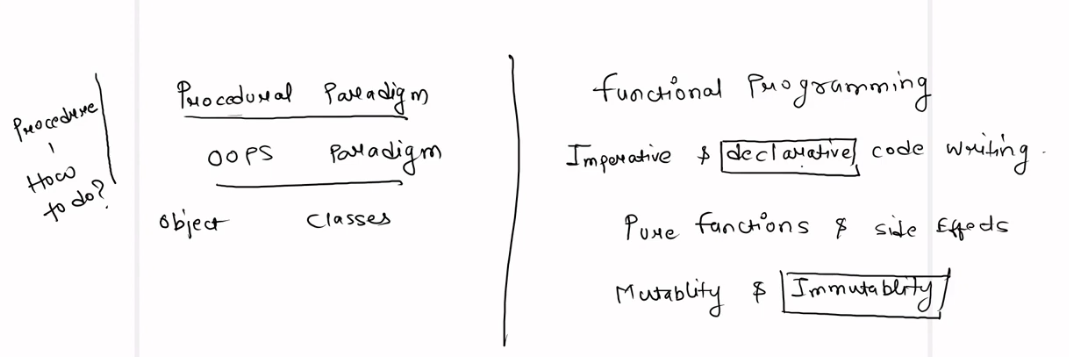 Procedure
How
to do?
Procedural Paradigm
OOPS Paradigm
Object Classes
functional Programming
Imperative & declarative code writing.
Pure functions & side Effects
Mutablity & Immutablity